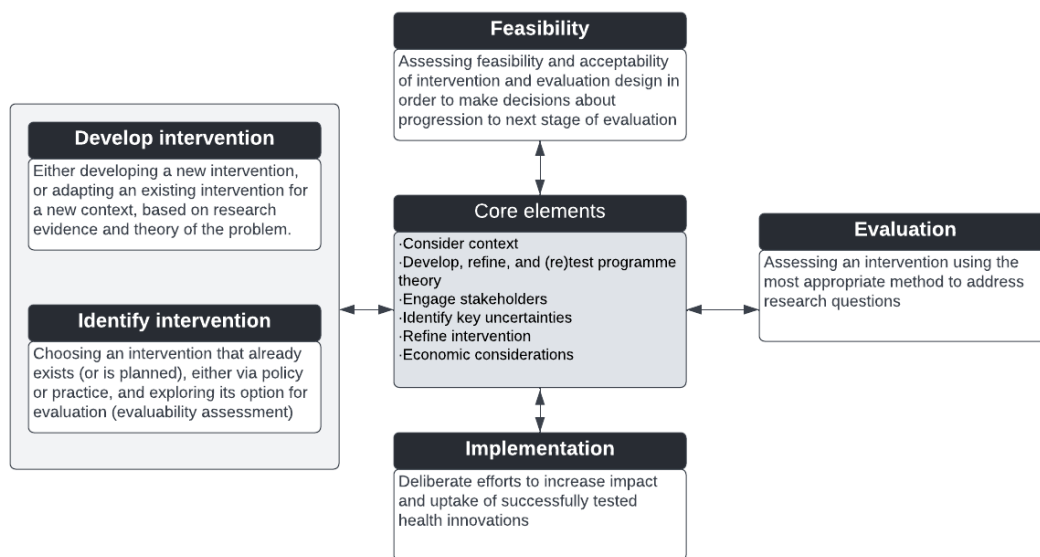 Feasibility
Assessing feasibility and acceptability
of intervention and evaluation design in
order to make decisions about
progression to next stage of evaluation
Develop intervention
Either developing a new intervention,
or adapting an existing intervention for
a new context, based on research
evidence and theory of the problem.
Identify intervention
Choosing an intervention that already
exists (or is planned), either via policy
or practice, and exploring its option for
evaluation (evaluability assessment)
Core elements
·Consider context
·Develop, refine, and (re)test programme
theory
·Engage stakeholders
·Identify key uncertainties
·Refine intervention
·Economic considerations
Evaluation
Assessing an intervention using the
most appropriate method to address
research questions
Implementation
Deliberate efforts to increase impact
and uptake of successfully tested
health innovations